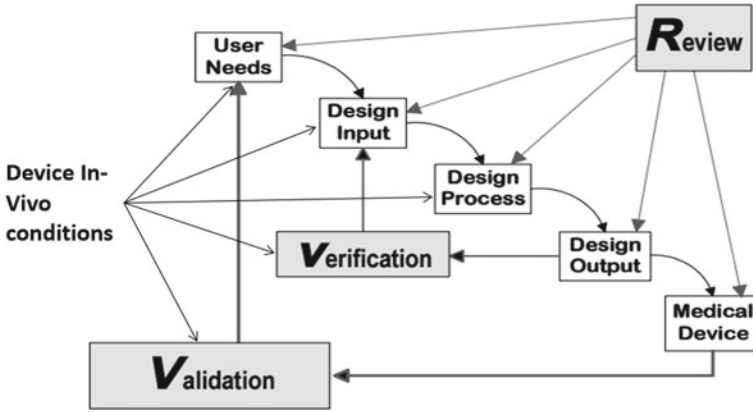 User
Needs
Review
Design
Input
Device In-
Vivo
conditions
Design
Process
Verification
Design
Output
Medical
Device
Validation